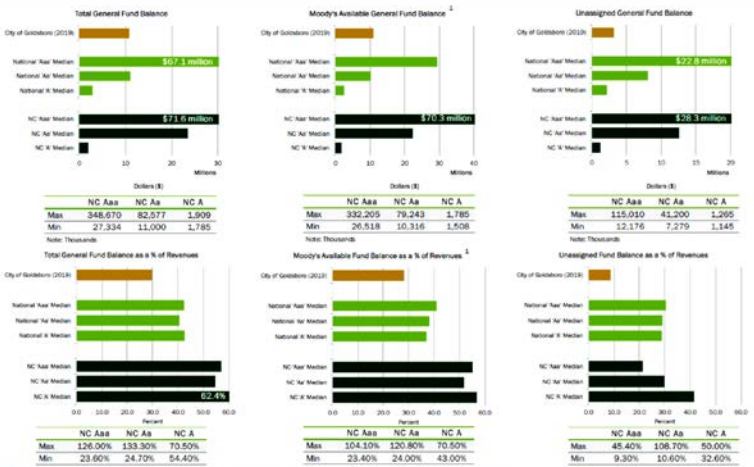 Total General Fund Balance
City of Goldsboro (2019)
National 'Aaa' Median
$67.1 million
National 'Aa' Median
National 'A' Median
NC 'Aaa' Median
$71.6 million
NC 'Aa' Median
NC 'A' Median
0 10 20 30
Millions
Dollars ($)
NC Aaa NC Aa NC A
Max 348,670 82,577 1,909
Min 27,334 11,000 1,785
Note: Thousands
Moody's Available General Fund Balance 1
City of Goldsboro (2019)
National 'Aaa' Median
National 'Aa' Median
National 'A' Median
NC 'Aaa' Median
$70.3 million
NC 'Aa' Median
NC 'A' Median
0 10 20 30 40
Millions
Dollars ($)
NC Aaa NC Aa NC A
Max 332,205 79,243 1,785
Min 26,518 10,316 1,508
Note: Thousands
Unassigned General Fund Balance
City of Goldsboro (2019)
National 'Aaa' Median
$22.8 million
National 'Aa' Median
National 'A' Median
NC 'Aaa' Median
$28.3 million
NC 'Aa' Median
NC 'A' Median
0 5 10 15 20
Millions
Dollars ($)
NC Aaa NC Aa NC A
Max 115,010 41,200 1,265
Min 12,176 7,279 1,145
Note: Thousands
Total General Fund Balance as a % of Revenues
City of Goldsboro (2019)
National 'Aaa' Median
National 'Aa' Median
National 'A' Median
NC 'Aaa' Median
NC 'Aa' Median
NC 'A' Median
62.4%
0.0 10.0 20.0 30.0 40.0 50.0 60.0
Percent
NC Aaa NC Aa NC A
Max 126.00% 133.30% 70.50%
Min 23.60% 24.70% 54.40%
Moody's Available Fund Balance as a % of Revenues 1
City of Goldsboro (2019)
National 'Aaa' Median
National 'Aa' Median
National 'A' Median
NC 'Aaa' Median
NC 'Aa' Median
NC 'A' Median
0.0 10.0 20.0 30.0 40.0 50.0 60.0
Percent
NC Aaa NC Aa NC A
Max 104.10% 120.80% 70.50%
Min 23.40% 24.00% 43.00%
Unassigned Fund Balance as a % of Revenues
City of Goldsboro (2019)
National 'Aaa' Median
National 'Aa' Median
National 'A' Median
NC 'Aaa' Median
NC 'Aa' Median
NC 'A' Median
0.0 10.0 20.0 30.0 40.0 50.0 60.0
Percent
NC Aaa NC Aa NC A
Max 45.40% 108.70% 50.00%
Min 9.30% 10.60% 32.60%